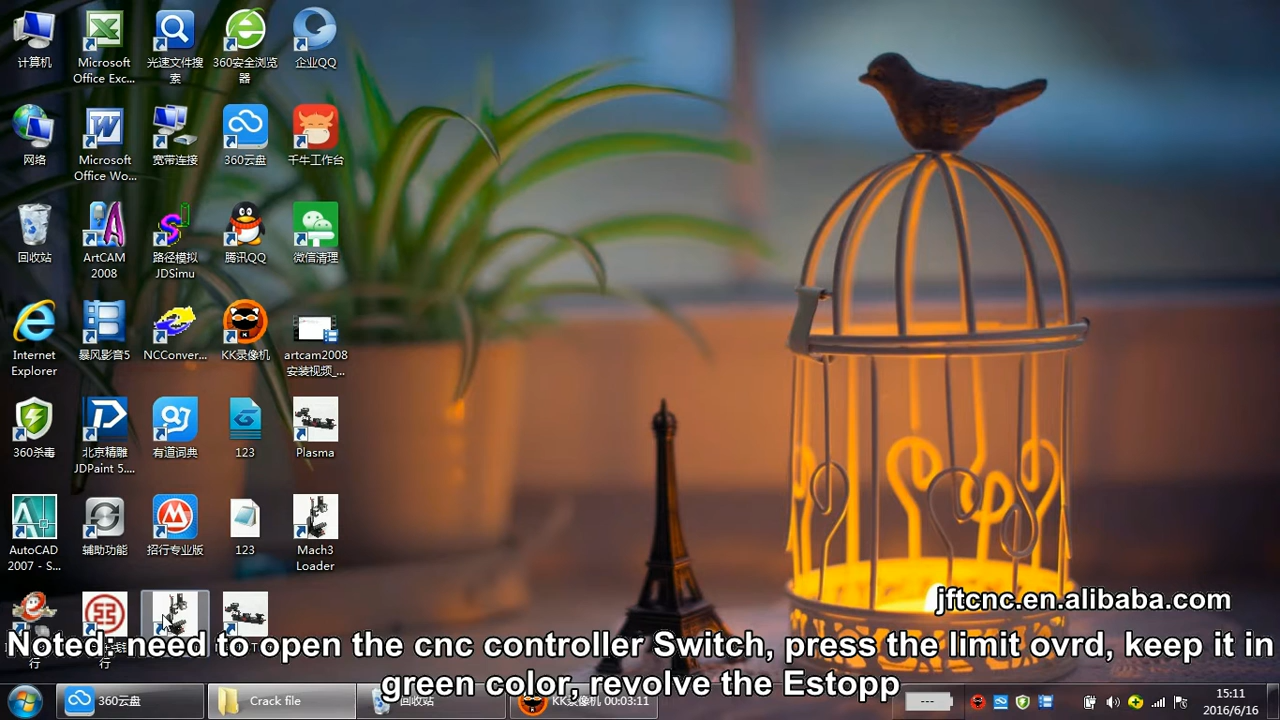 计算机
Microsoft
Office Exc...
光速文件搜
索
360安全浏览
器
企业QQ
网络
Microsoft
Office Wo...
宽带连接
360云盘
千牛工作台
回收站
ArtCAM
2008
路径模拟
JDSimu
腾讯QQ
微信清理
Internet
Explorer
暴风影音5
NCConver...
KK录像机
artcam2008
安装视频_...
360杀毒
北京精雕
JDPaint 5....
有道词典
123
Plasma
AutoCAD
2007 - S...
辅助功能
招行专业版
123
Mach3
Loader
jftcnc.en.alibaba.com
Noted: need to open the cnc controller Switch, press the limit ovrd, keep it in
green color, revolve the Estopp
360云盘
Crack file
回收站
KK录像机 00:03:11
15:11
2016/6/16